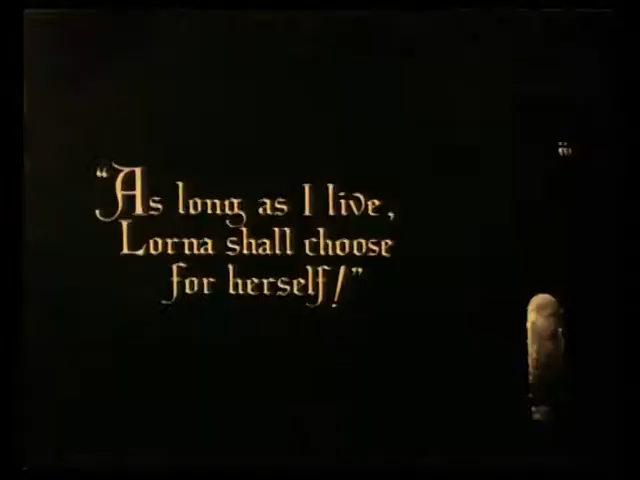 “As long as I live,
Lorna shall choose
for herself!”